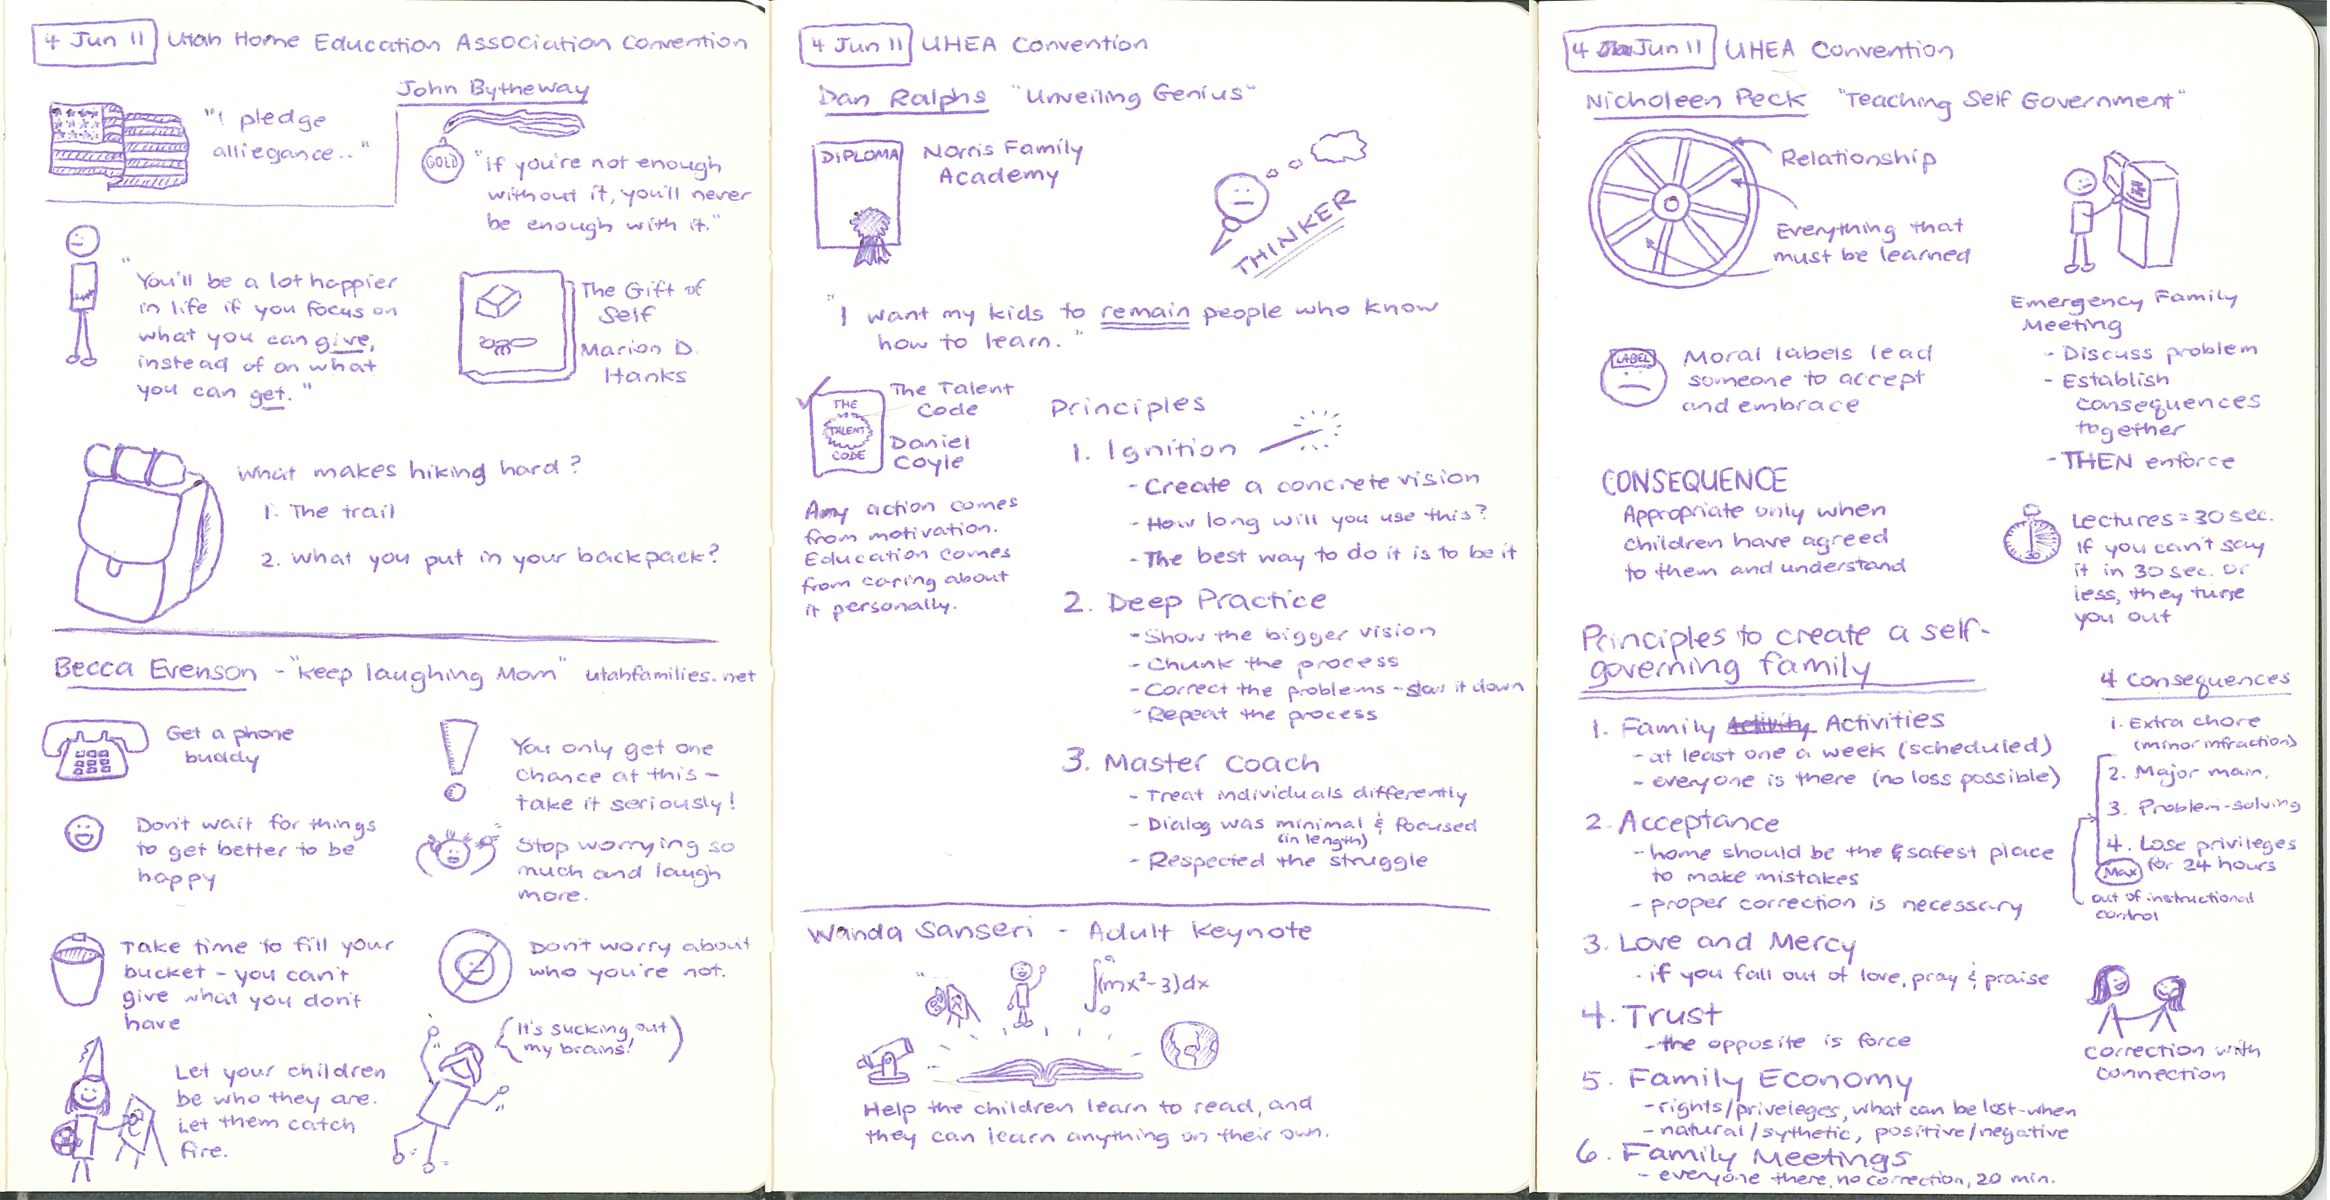 4 Jun 11 Utah Home Education Association Convention
"I pledge
alliegance.."
John Bytheway
GOLD
"if you're not enough
without it, you'll never
be enough with it."
"You'll be a lot happier
in life if you focus on
what you can give,
instead of on what
you can get."
The Gift of
Self
Marion D.
Hanks
What makes hiking hard?
1. The trail
2. What you put in your backpack?
Becca Evenson - "Keep laughing Mom" utahfamilies.net
Get a phone
buddy
You only get one
chance at this -
take it seriously!
Don't wait for things
to get better to be
happy
Stop worrying so
much and laugh
more.
Take time to fill your
bucket - you can't
give what you don't
have
Don't worry about
who you're not.
(It's sucking out
my brains!)
Let your children
be who they are.
Let them catch
fire.
4 Jun 11 UHEA Convention
Dan Ralphs "Unveiling Genius"
DIPLOMA
Norris Family
Academy
THINKER
"I want my kids to remain people who know
how to learn."
THE
TALENT
CODE
The Talent
Code
Daniel
Coyle
Any action comes
from motivation.
Education comes
from caring about
it personally.
Principles
1. Ignition
- Create a concrete vision
- How long will you use this?
- The best way to do it is to be it
2. Deep Practice
- Show the bigger vision
- Chunk the process
- Correct the problems - slow it down
- Repeat the process
3. Master Coach
- Treat individuals differently
- Dialog was minimal & focused
(in length)
- Respected the struggle
Wanda Sanseri - Adult Keynote
∫(mx²-3)dx
Help the children learn to read, and
they can learn anything on their own.
4 Jun 11 UHEA Convention
Nicholeen Peck "Teaching Self Government"
Relationship
Everything that
must be learned
Emergency Family
Meeting
- Discuss problem
- Establish
consequences
together
- THEN enforce
LABEL
Moral labels lead
someone to accept
and embrace
CONSEQUENCE
Appropriate only when
children have agreed
to them and understand
Lectures = 30 sec.
If you can't say
it in 30 sec. or
less, they tune
you out
Principles to create a self-
governing family
1. Family Activity Activities
- at least one a week (scheduled)
- everyone is there (no loss possible)
2. Acceptance
- home should be the safest place
to make mistakes
- proper correction is necessary
3. Love and Mercy
- if you fall out of love, pray & praise
4. Trust
- the opposite is force
5. Family Economy
- rights/priveleges, what can be lost-when
- natural/sythetic, positive/negative
6. Family Meetings
- everyone there, no correction, 20 min.
4 Consequences
1. Extra chore
(minor infraction)
2. Major main.
3. Problem-solving
4. Lose privileges
Max for 24 hours
out of instructional
control
Correction with
connection